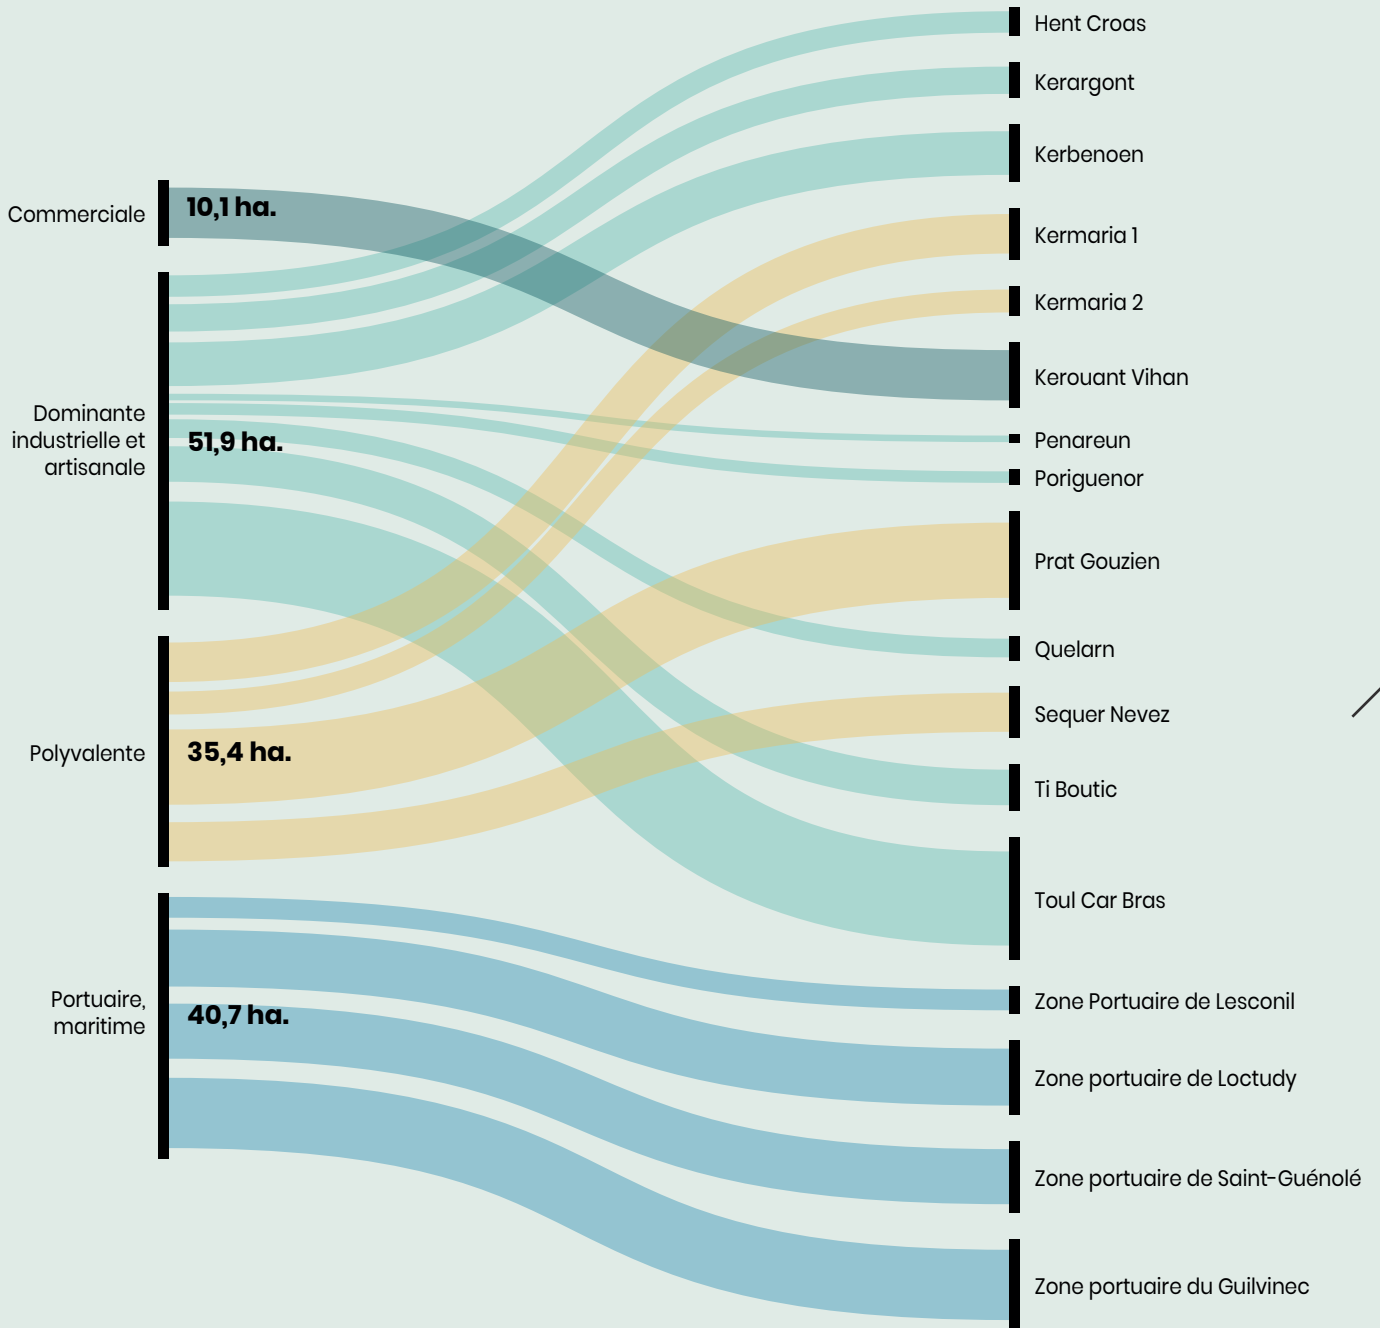 Commerciale
10,1 ha.
Dominante
industrielle et
artisanale
51,9 ha.
Polyvalente
35,4 ha.
Portuaire,
maritime
40,7 ha.
Hent Croas
Kerargont
Kerbenoen
Kermaria 1
Kermaria 2
Kerouant Vihan
Penareun
Poriguenor
Prat Gouzien
Quelarn
Sequer Nevez
Ti Boutic
Toul Car Bras
Zone Portuaire de Lesconil
Zone portuaire de Loctudy
Zone portuaire de Saint-Guénolé
Zone portuaire du Guilvinec